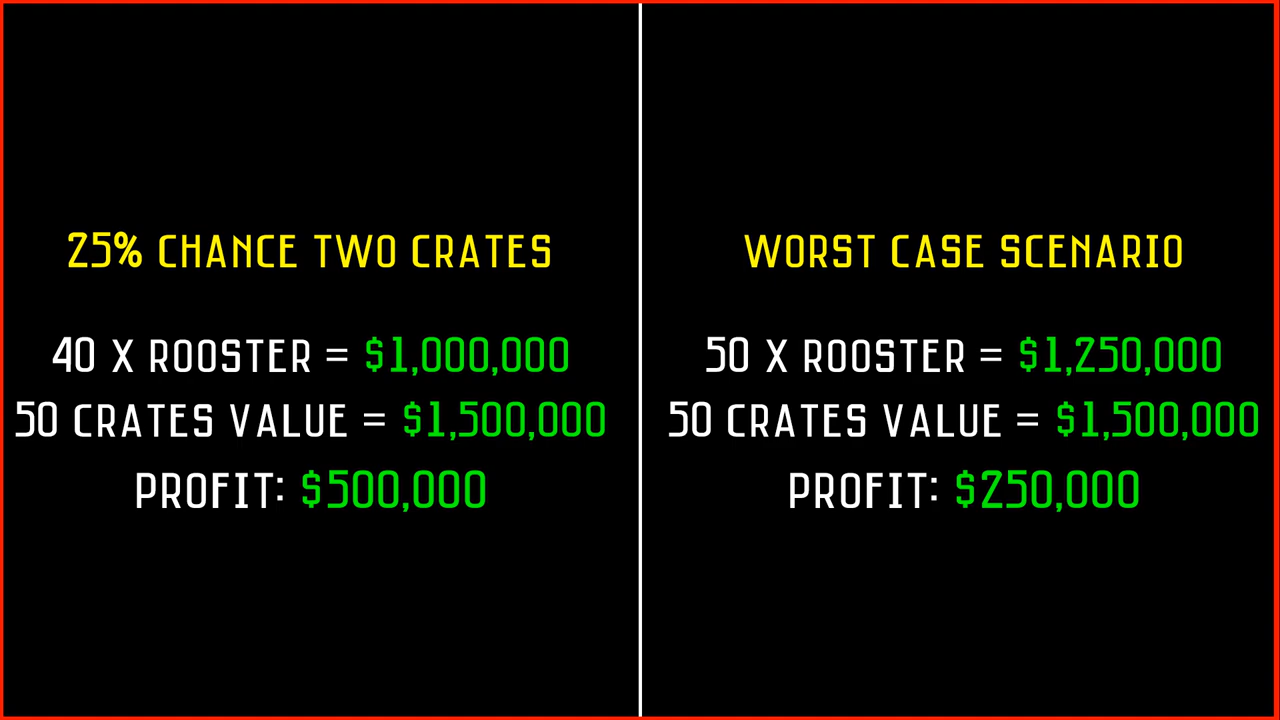 25% CHANCE TWO CRATES
40 X ROOSTER = $1,000,000
50 CRATES VALUE = $1,500,000
PROFIT: $500,000
WORST CASE SCENARIO
50 X ROOSTER = $1,250,000
50 CRATES VALUE = $1,500,000
PROFIT: $250,000